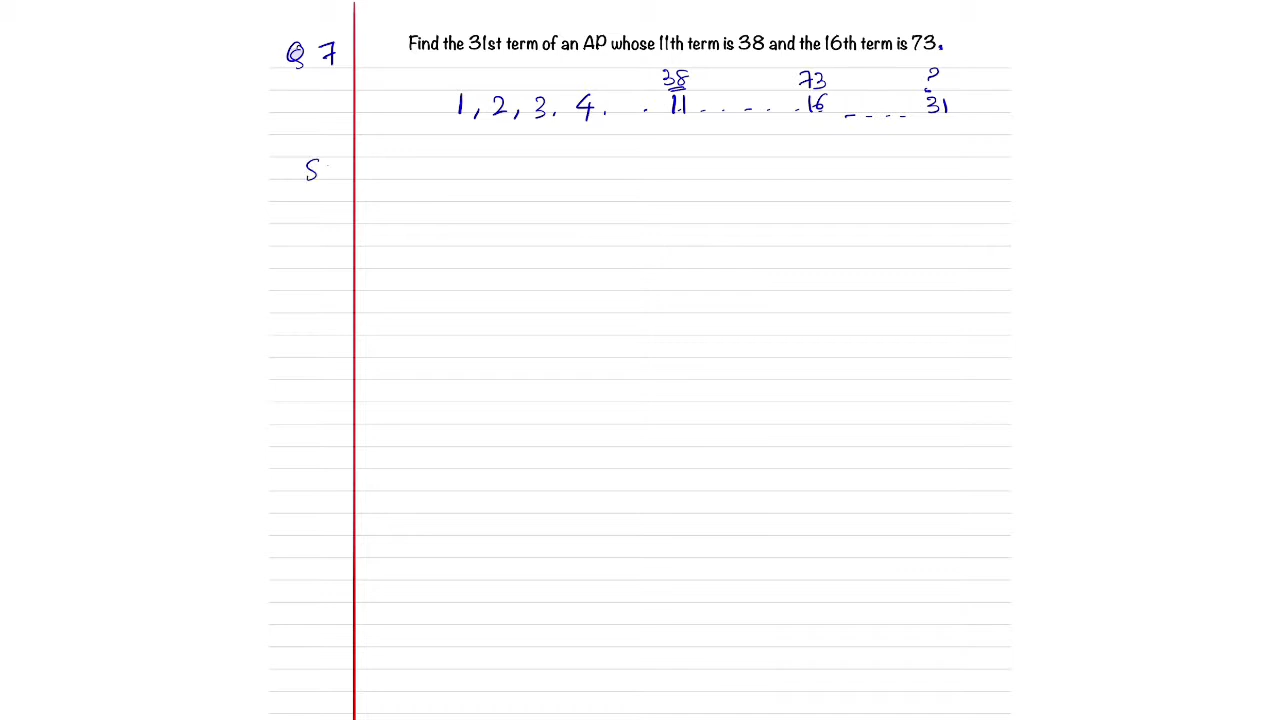 Find the 31st term of an AP whose 11th term is 38 and the 16th term is 73.
Q 7
38 73 ?
1, 2, 3. 4. . 11 . . - . . . 16 - - - - - 31
S